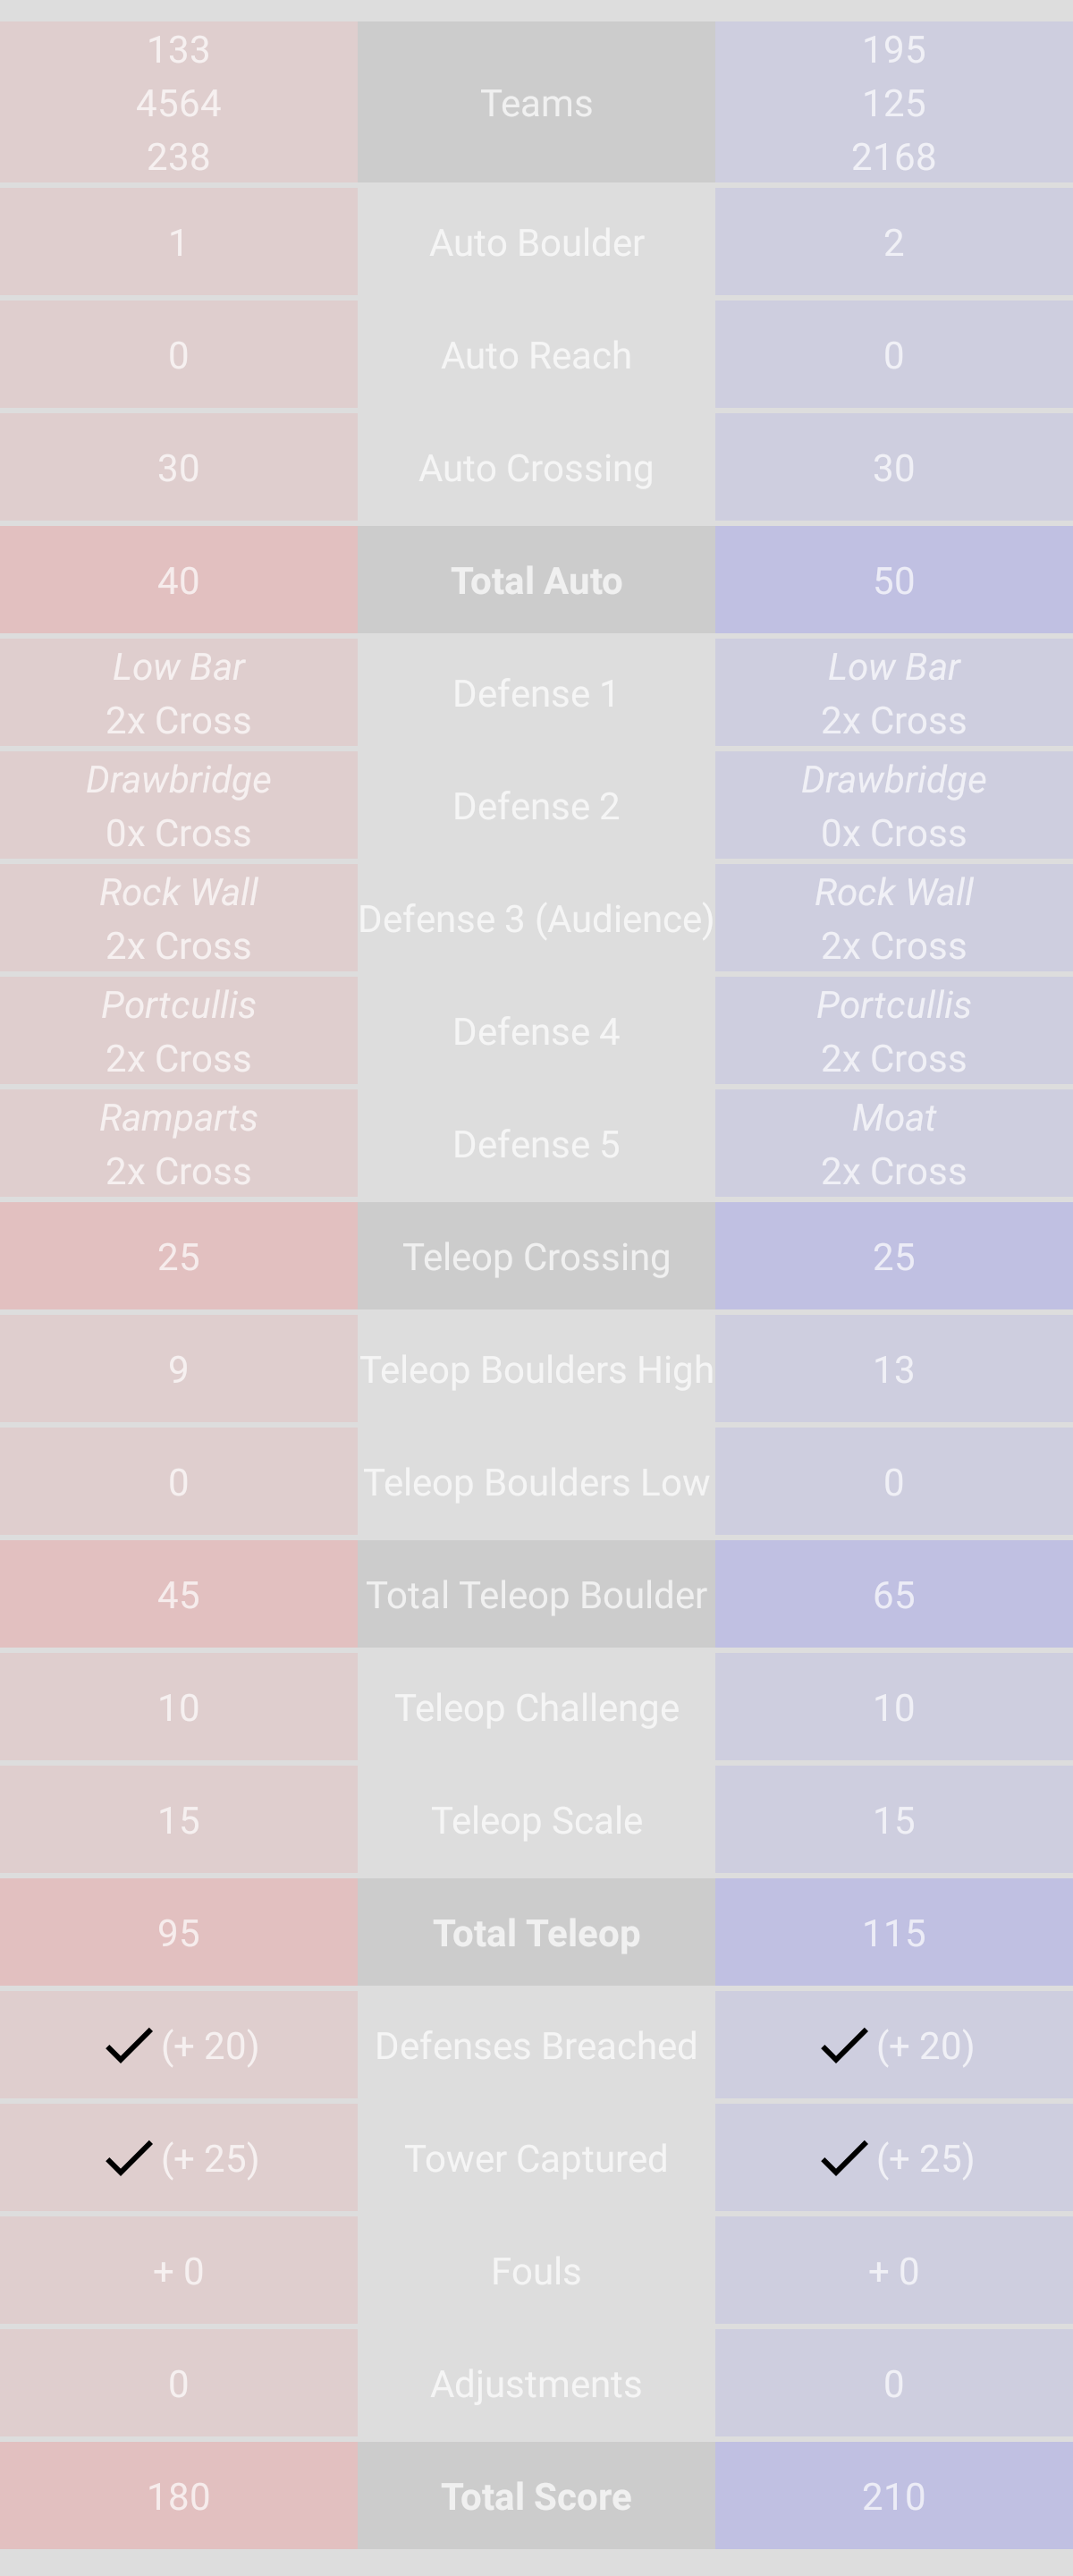 133
4564
238
Teams
195
125
2168
1
Auto Boulder
2
0
Auto Reach
0
30
Auto Crossing
30
40
Total Auto
50
Low Bar
2x Cross
Defense 1
Low Bar
2x Cross
Drawbridge
0x Cross
Defense 2
Drawbridge
0x Cross
Rock Wall
2x Cross
Defense 3 (Audience)
Rock Wall
2x Cross
Portcullis
2x Cross
Defense 4
Portcullis
2x Cross
Ramparts
2x Cross
Defense 5
Moat
2x Cross
25
Teleop Crossing
25
9
Teleop Boulders High
13
0
Teleop Boulders Low
0
45
Total Teleop Boulder
65
10
Teleop Challenge
10
15
Teleop Scale
15
95
Total Teleop
115
(+ 20)
Defenses Breached
(+ 20)
(+ 25)
Tower Captured
(+ 25)
+ 0
Fouls
+ 0
0
Adjustments
0
180
Total Score
210